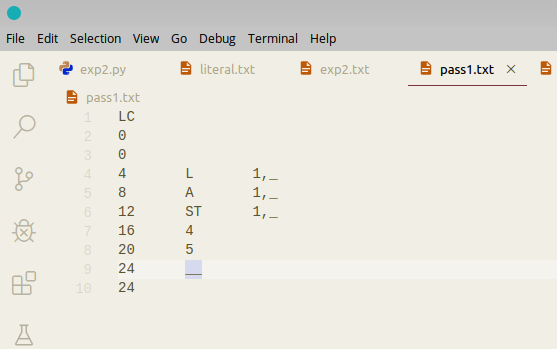 File Edit Selection View Go Debug Terminal Help
exp2.py literal.txt exp2.txt pass1.txt ×
pass1.txt
1 LC
2 0
3 0
4 4 L 1,_
5 8 A 1,_
6 12 ST 1,_
7 16 4
8 20 5
9 24 __
10 24